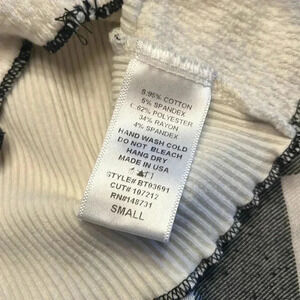 8.95% COTTON
5% SPANDEX
C.62% POLYESTER
34% RAYON
4% SPANDEX
HAND WASH COLD
DO NOT BLEACH
HANG DRY
MADE IN USA
STYLE# BT03691
CUT# 107212
RN#148731
SMALL